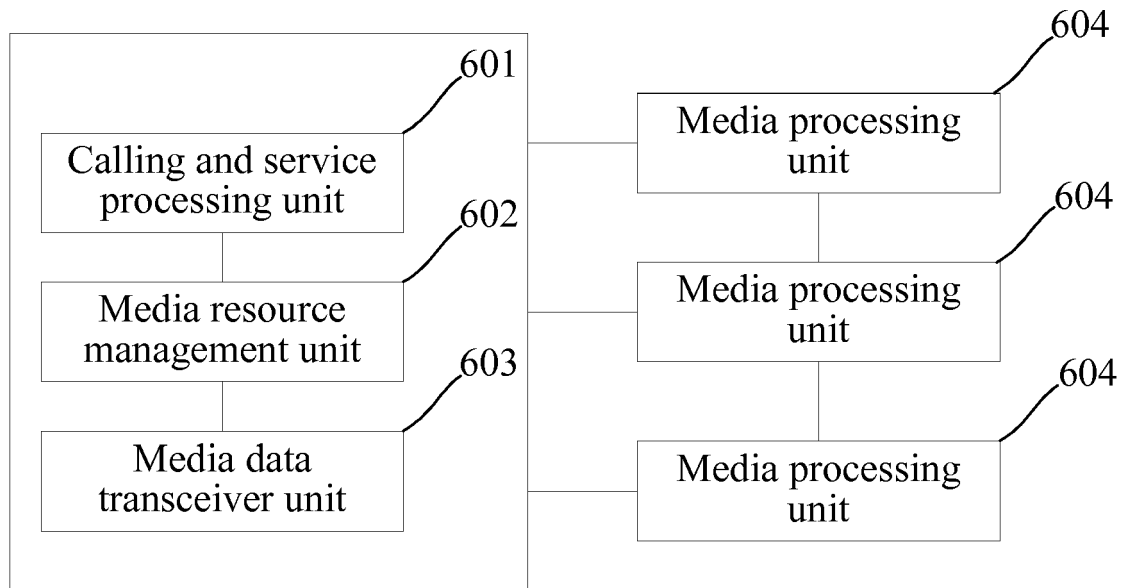 601
Calling and service
processing unit
602
Media resource
management unit
603
Media data
transceiver unit
604
Media processing
unit
604
Media processing
unit
604
Media processing
unit